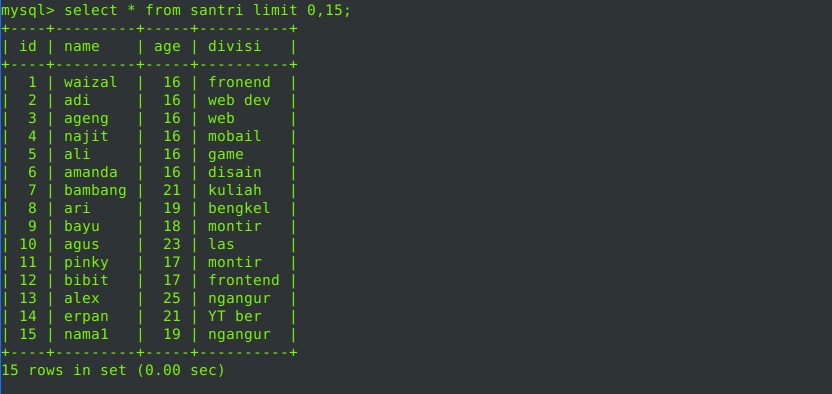 mysql> select * from santri limit 0,15;
+----+---------+-----+----------+
| id | name    | age | divisi   |
+----+---------+-----+----------+
|  1 | waizal  |  16 | fronend  |
|  2 | adi     |  16 | web dev  |
|  3 | ageng   |  16 | web      |
|  4 | najit   |  16 | mobail   |
|  5 | ali     |  16 | game     |
|  6 | amanda  |  16 | disain   |
|  7 | bambang |  21 | kuliah   |
|  8 | ari     |  19 | bengkel  |
|  9 | bayu    |  18 | montir   |
| 10 | agus    |  23 | las      |
| 11 | pinky   |  17 | montir   |
| 12 | bibit   |  17 | frontend |
| 13 | alex    |  25 | ngangur  |
| 14 | erpan   |  21 | YT ber   |
| 15 | nama1   |  19 | ngangur  |
+----+---------+-----+----------+
15 rows in set (0.00 sec)